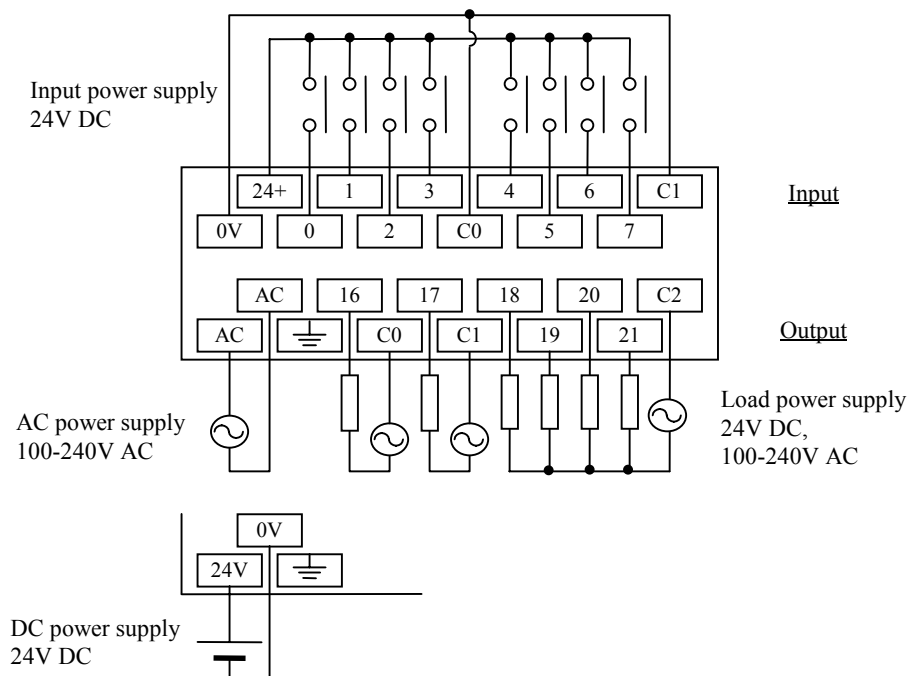 Input power supply
24V DC
24+ 1 3 4 6 C1
Input
0V 0 2 C0 5 7
AC 16 17 18 20 C2
Output
AC C0 C1 19 21
AC power supply
100-240V AC
Load power supply
24V DC,
100-240V AC
0V
24V
DC power supply
24V DC